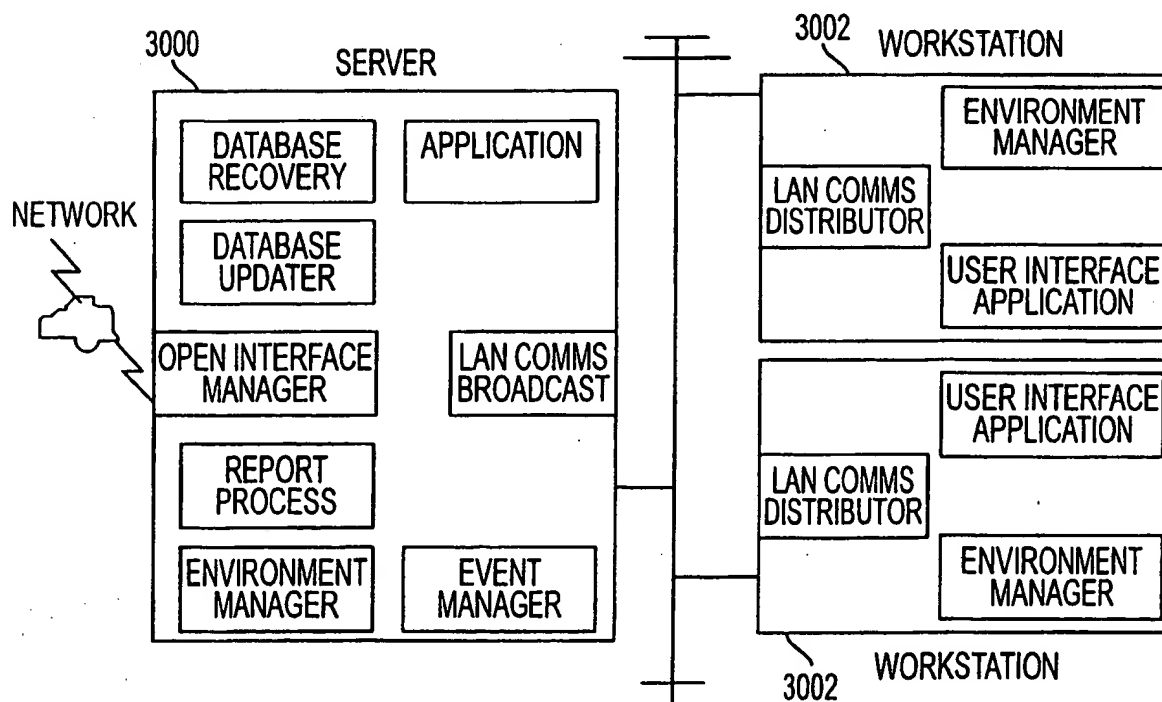 3000
SERVER
DATABASE
RECOVERY
APPLICATION
NETWORK
DATABASE
UPDATER
OPEN INTERFACE
MANAGER
LAN COMMS
BROADCAST
REPORT
PROCESS
ENVIRONMENT
MANAGER
EVENT
MANAGER
3002
WORKSTATION
ENVIRONMENT
MANAGER
LAN COMMS
DISTRIBUTOR
USER INTERFACE
APPLICATION
USER INTERFACE
APPLICATION
LAN COMMS
DISTRIBUTOR
ENVIRONMENT
MANAGER
3002
WORKSTATION